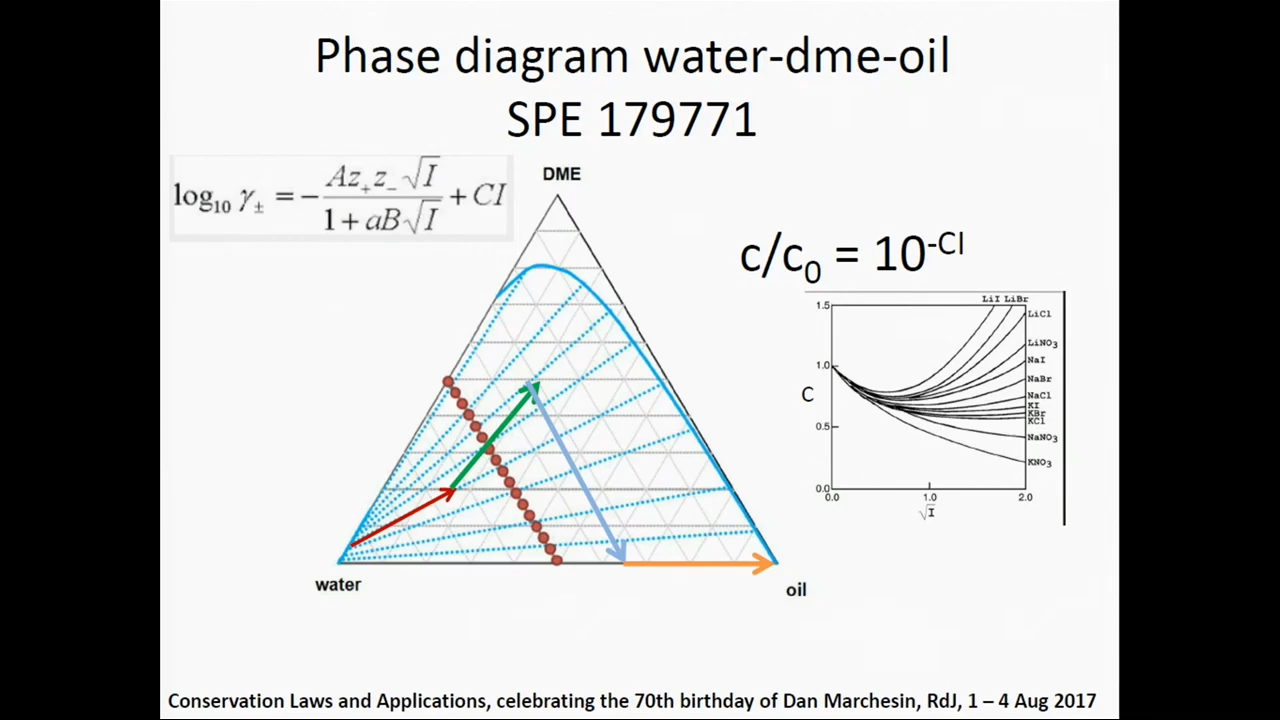 Phase diagram water-dme-oil
SPE 179771
log₁₀ γ± = − Az₊z₋√I / 1 + aB√I + CI
DME
c/c₀ = 10^-CI
LiI LiBr
1.5
LiCl
LiNO₃
1.0
NaI
NaBr
C
NaCl
KI
KBr
KCl
0.5
NaNO₃
KNO₃
0.0
0.0 1.0 2.0
√I
water
oil
Conservation Laws and Applications, celebrating the 70th birthday of Dan Marchesin, RdJ, 1 – 4 Aug 2017